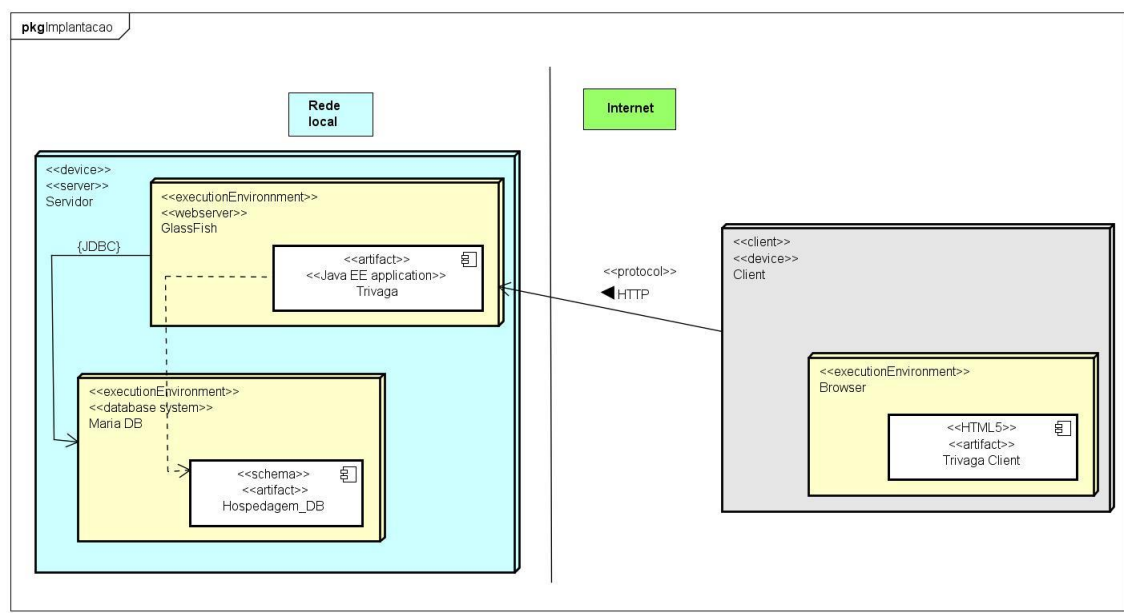 pkgImplantacao
Rede
local
Internet
<<device>>
<<server>>
Servidor
<<executionEnvironnment>>
<<webserver>>
GlassFish
{JDBC}
<<artifact>>
<<Java EE application>>
Trivaga
<<executionEnvironment>>
<<database system>>
Maria DB
<<schema>>
<<artifact>>
Hospedagem_DB
<<protocol>>
HTTP
<<client>>
<<device>>
Client
<<executionEnvironment>>
Browser
<<HTML5>>
<<artifact>>
Trivaga Client